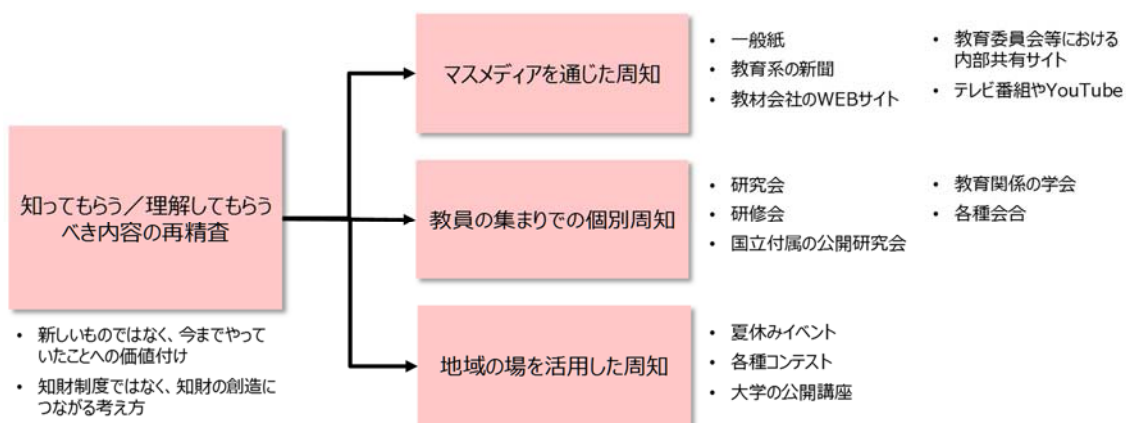 知ってもらう／理解してもらう
べき内容の再精査
• 新しいものではなく、今までやって
いたことへの価値付け
• 知財制度ではなく、知財の創造に
つながる考え方
マスメディアを通じた周知
• 一般紙
• 教育系の新聞
• 教材会社のWEBサイト
• 教育委員会等における
内部共有サイト
• テレビ番組やYouTube
教員の集まりでの個別周知
• 研究会
• 研修会
• 国立付属の公開研究会
• 教育関係の学会
• 各種会合
地域の場を活用した周知
• 夏休みイベント
• 各種コンテスト
• 大学の公開講座